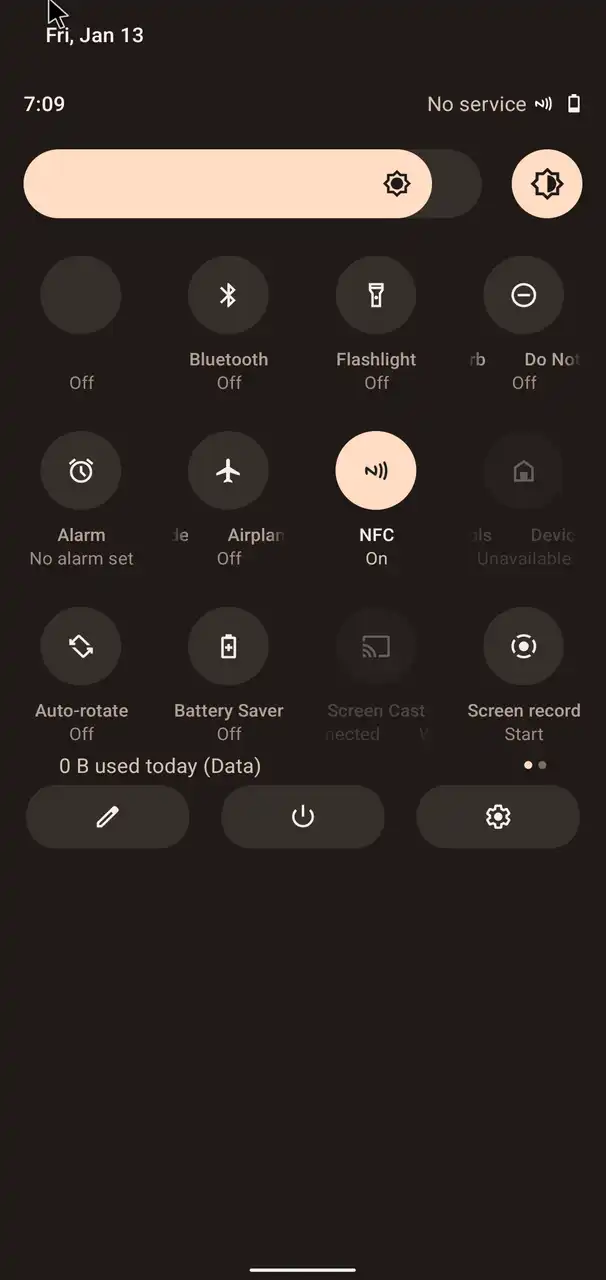 Fri, Jan 13
7:09
No service
Bluetooth
Flashlight
rb Do Not
Off
Off
Off
Off
Alarm
de Airplan
NFC
ols Devic
No alarm set
Off
On
Unavailable
Auto-rotate
Battery Saver
Screen Cast
Screen record
Off
Off
nected W
Start
0 B used today (Data)